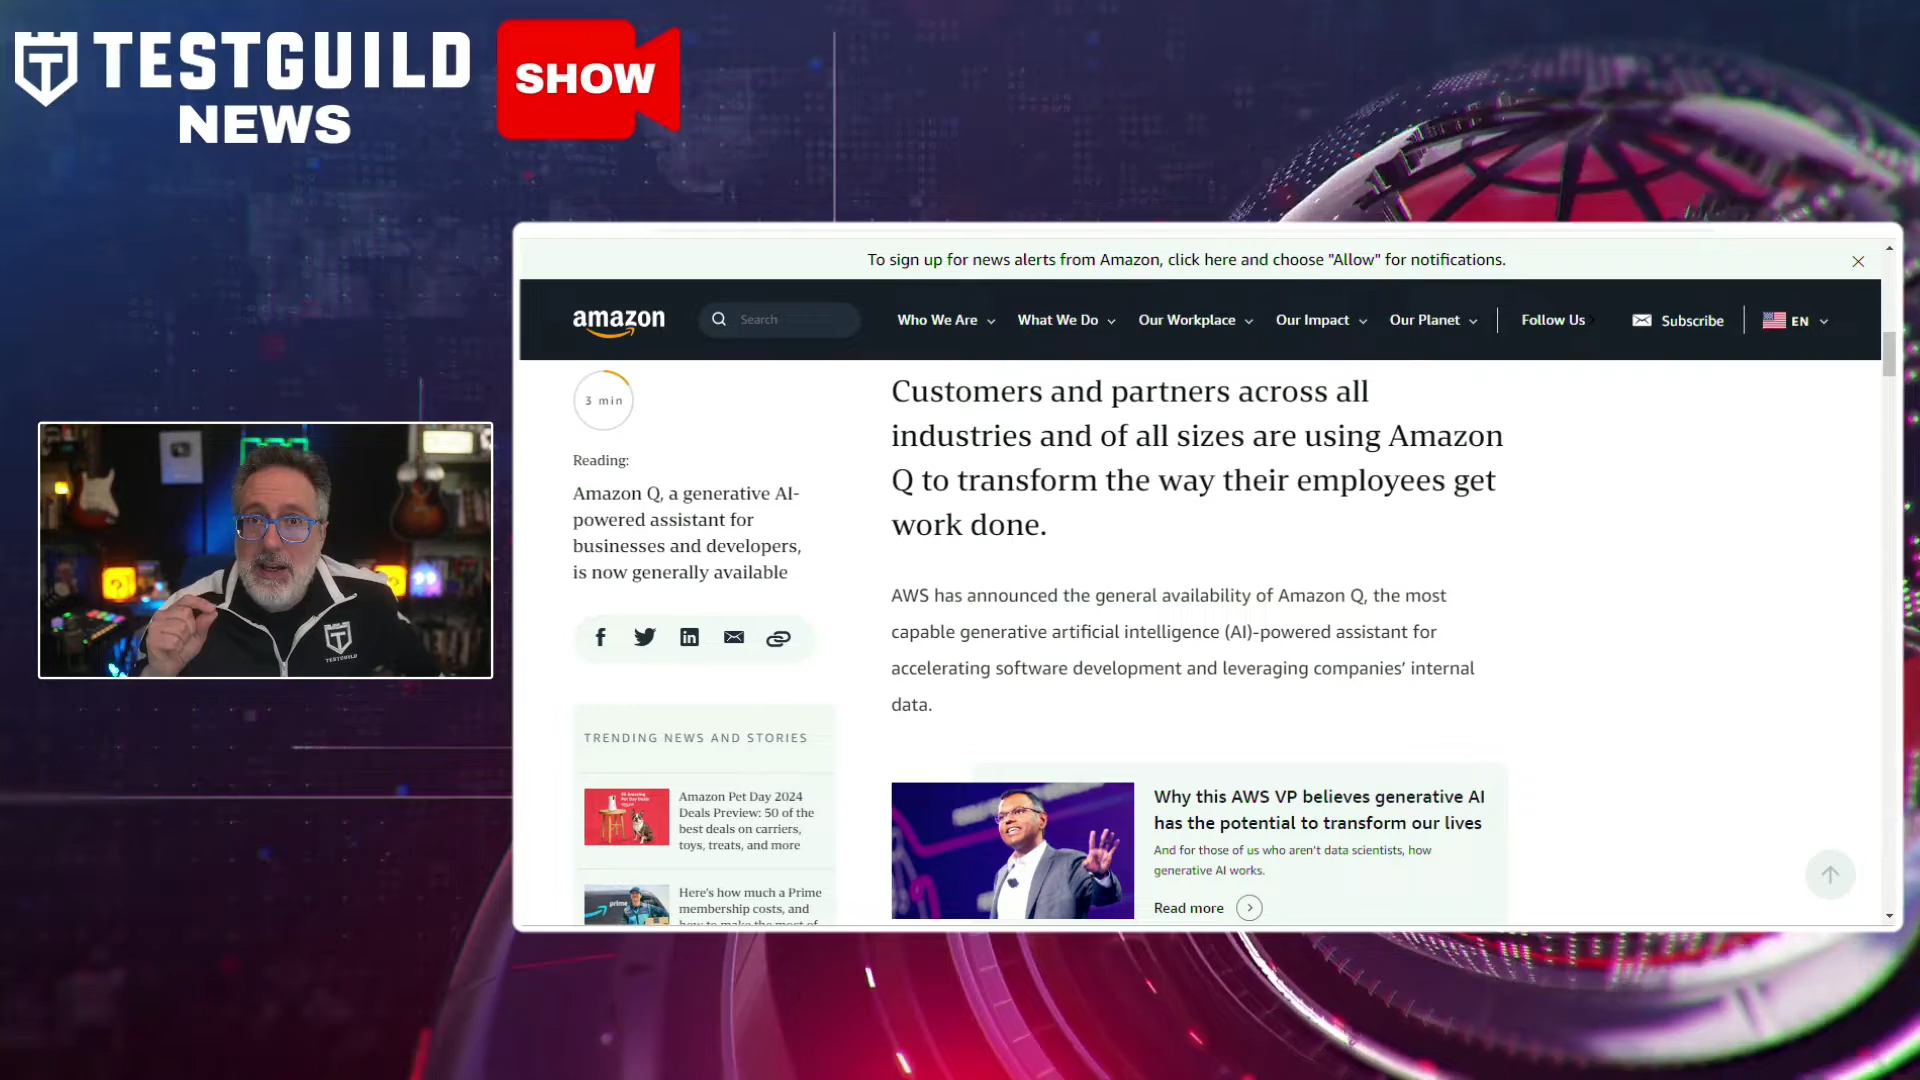 TESTGUILD
NEWS
SHOW
To sign up for news alerts from Amazon, click here and choose "Allow" for notifications.
amazon
Search
Who We Are
What We Do
Our Workplace
Our Impact
Our Planet
Follow Us
Subscribe
EN
3 min
Reading:
Amazon Q, a generative AI-
powered assistant for
businesses and developers,
is now generally available
TRENDING NEWS AND STORIES
Amazon Pet Day 2024
Deals Preview: 50 of the
best deals on carriers,
toys, treats, and more
prime
Here's how much a Prime
membership costs, and
how to make the most of
Customers and partners across all
industries and of all sizes are using Amazon
Q to transform the way their employees get
work done.
AWS has announced the general availability of Amazon Q, the most
capable generative artificial intelligence (AI)-powered assistant for
accelerating software development and leveraging companies’ internal
data.
Why this AWS VP believes generative AI
has the potential to transform our lives
And for those of us who aren’t data scientists, how
generative AI works.
Read more
TESTGUILD